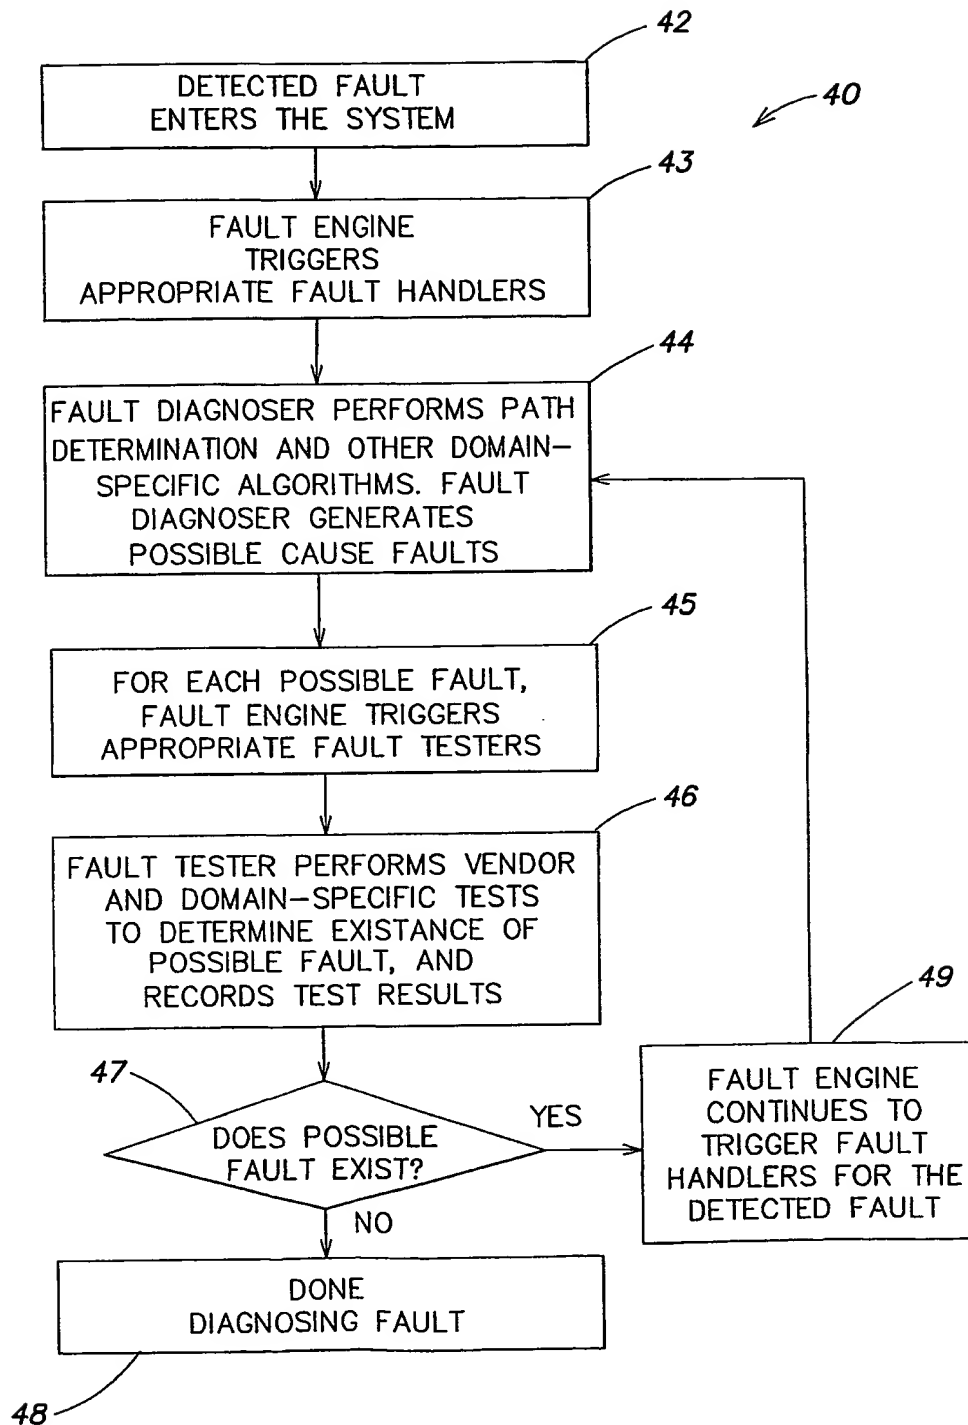 42
DETECTED FAULT
ENTERS THE SYSTEM
40
43
FAULT ENGINE
TRIGGERS
APPROPRIATE FAULT HANDLERS
44
FAULT DIAGNOSER PERFORMS PATH
DETERMINATION AND OTHER DOMAIN–
SPECIFIC ALGORITHMS. FAULT
DIAGNOSER GENERATES
POSSIBLE CAUSE FAULTS
45
FOR EACH POSSIBLE FAULT,
FAULT ENGINE TRIGGERS
APPROPRIATE FAULT TESTERS
46
FAULT TESTER PERFORMS VENDOR
AND DOMAIN–SPECIFIC TESTS
TO DETERMINE EXISTANCE OF
POSSIBLE FAULT, AND
RECORDS TEST RESULTS
47
DOES POSSIBLE
FAULT EXIST?
YES
49
FAULT ENGINE
CONTINUES TO
TRIGGER FAULT
HANDLERS FOR THE
DETECTED FAULT
NO
DONE
DIAGNOSING FAULT
48